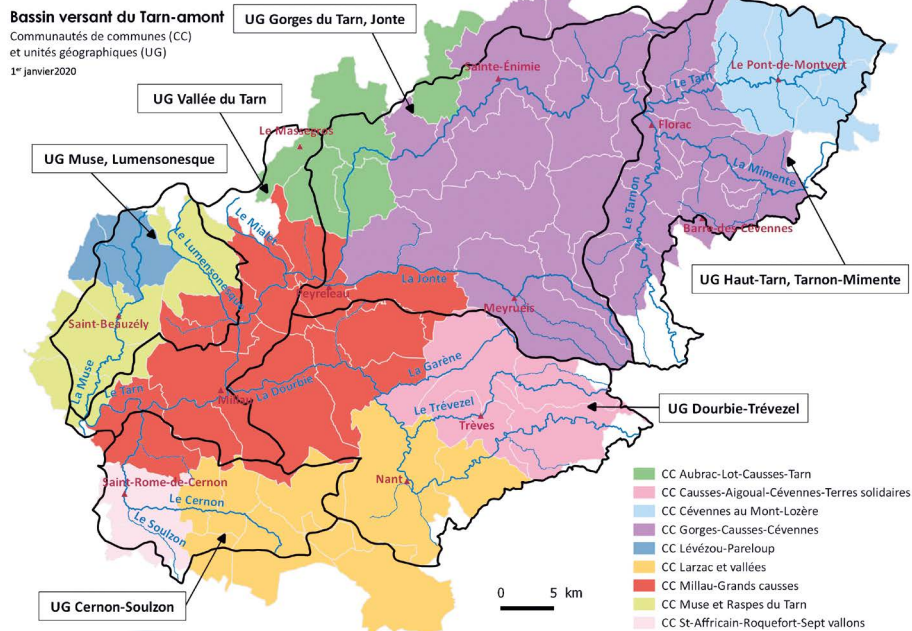 Bassin versant du Tarn-amont
Communautés de communes (CC)
et unités géographiques (UG)
1er janvier2020
UG Gorges du Tarn, Jonte
UG Vallée du Tarn
UG Muse, Lumensonesque
Sainte-Énimie
Le Pont-de-Montvert
Le Tarn
Le Massegros
Florac
La Mimente
Le Tarnon
Barre-des-Cévennes
Le Mialet
Le Lumensonesque
UG Haut-Tarn, Tarnon-Mimente
La Jonte
Peyreleau
Meyrueis
Saint-Beauzély
La Muse
La Garène
Le Tarn
Millau
La Dourbie
Le Trévezel
Trèves
UG Dourbie-Trévezel
Saint-Rome-de-Cernon
Nant
Le Cernon
Le Soulzon
UG Cernon-Soulzon
0 5 km
CC Aubrac-Lot-Causses-Tarn
CC Causses-Aigoual-Cévennes-Terres solidaires
CC Cévennes au Mont-Lozère
CC Gorges-Causses-Cévennes
CC Lévézou-Pareloup
CC Larzac et vallées
CC Millau-Grands causses
CC Muse et Raspes du Tarn
CC St-Affricain-Roquefort-Sept vallons